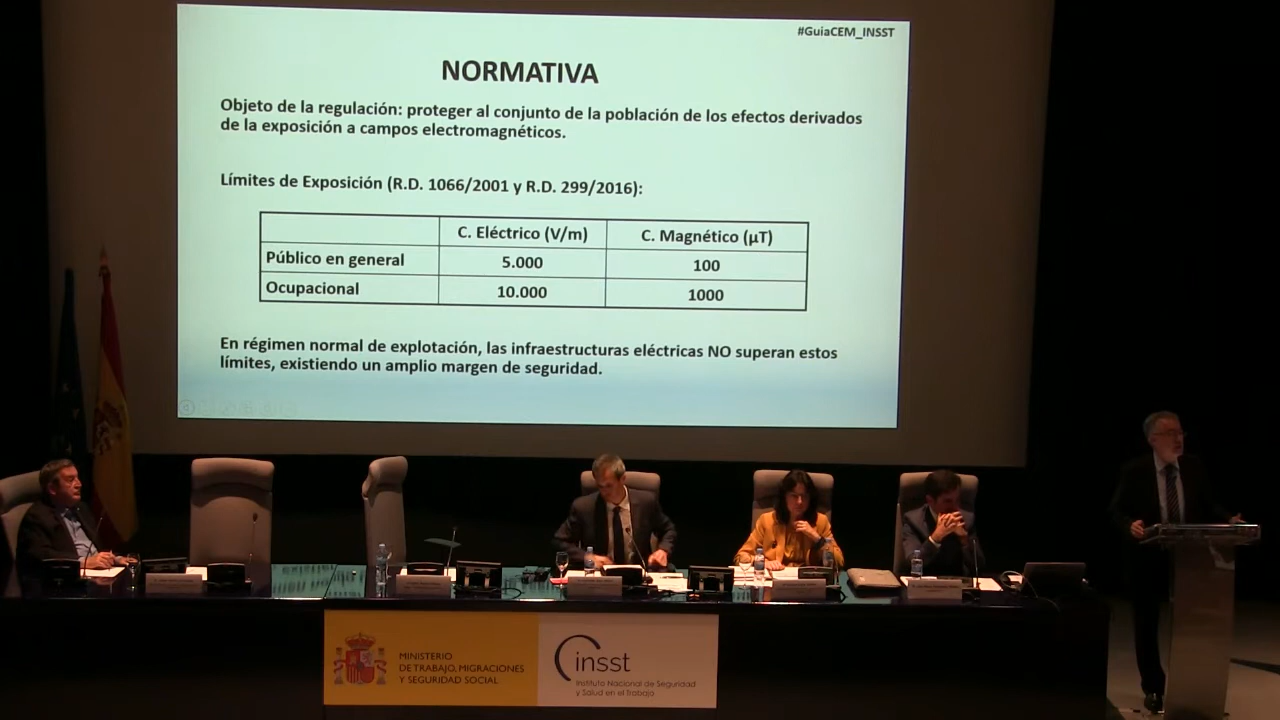 #GuiaCEM_INSST
NORMATIVA
Objeto de la regulación: proteger al conjunto de la población de los efectos derivados
de la exposición a campos electromagnéticos.
Límites de Exposición (R.D. 1066/2001 y R.D. 299/2016):
C. Eléctrico (V/m) C. Magnético (µT)
Público en general 5.000 100
Ocupacional 10.000 1000
En régimen normal de explotación, las infraestructuras eléctricas NO superan estos
límites, existiendo un amplio margen de seguridad.
MINISTERIO
DE TRABAJO, MIGRACIONES
Y SEGURIDAD SOCIAL
insst
Instituto Nacional de Seguridad
y Salud en el Trabajo